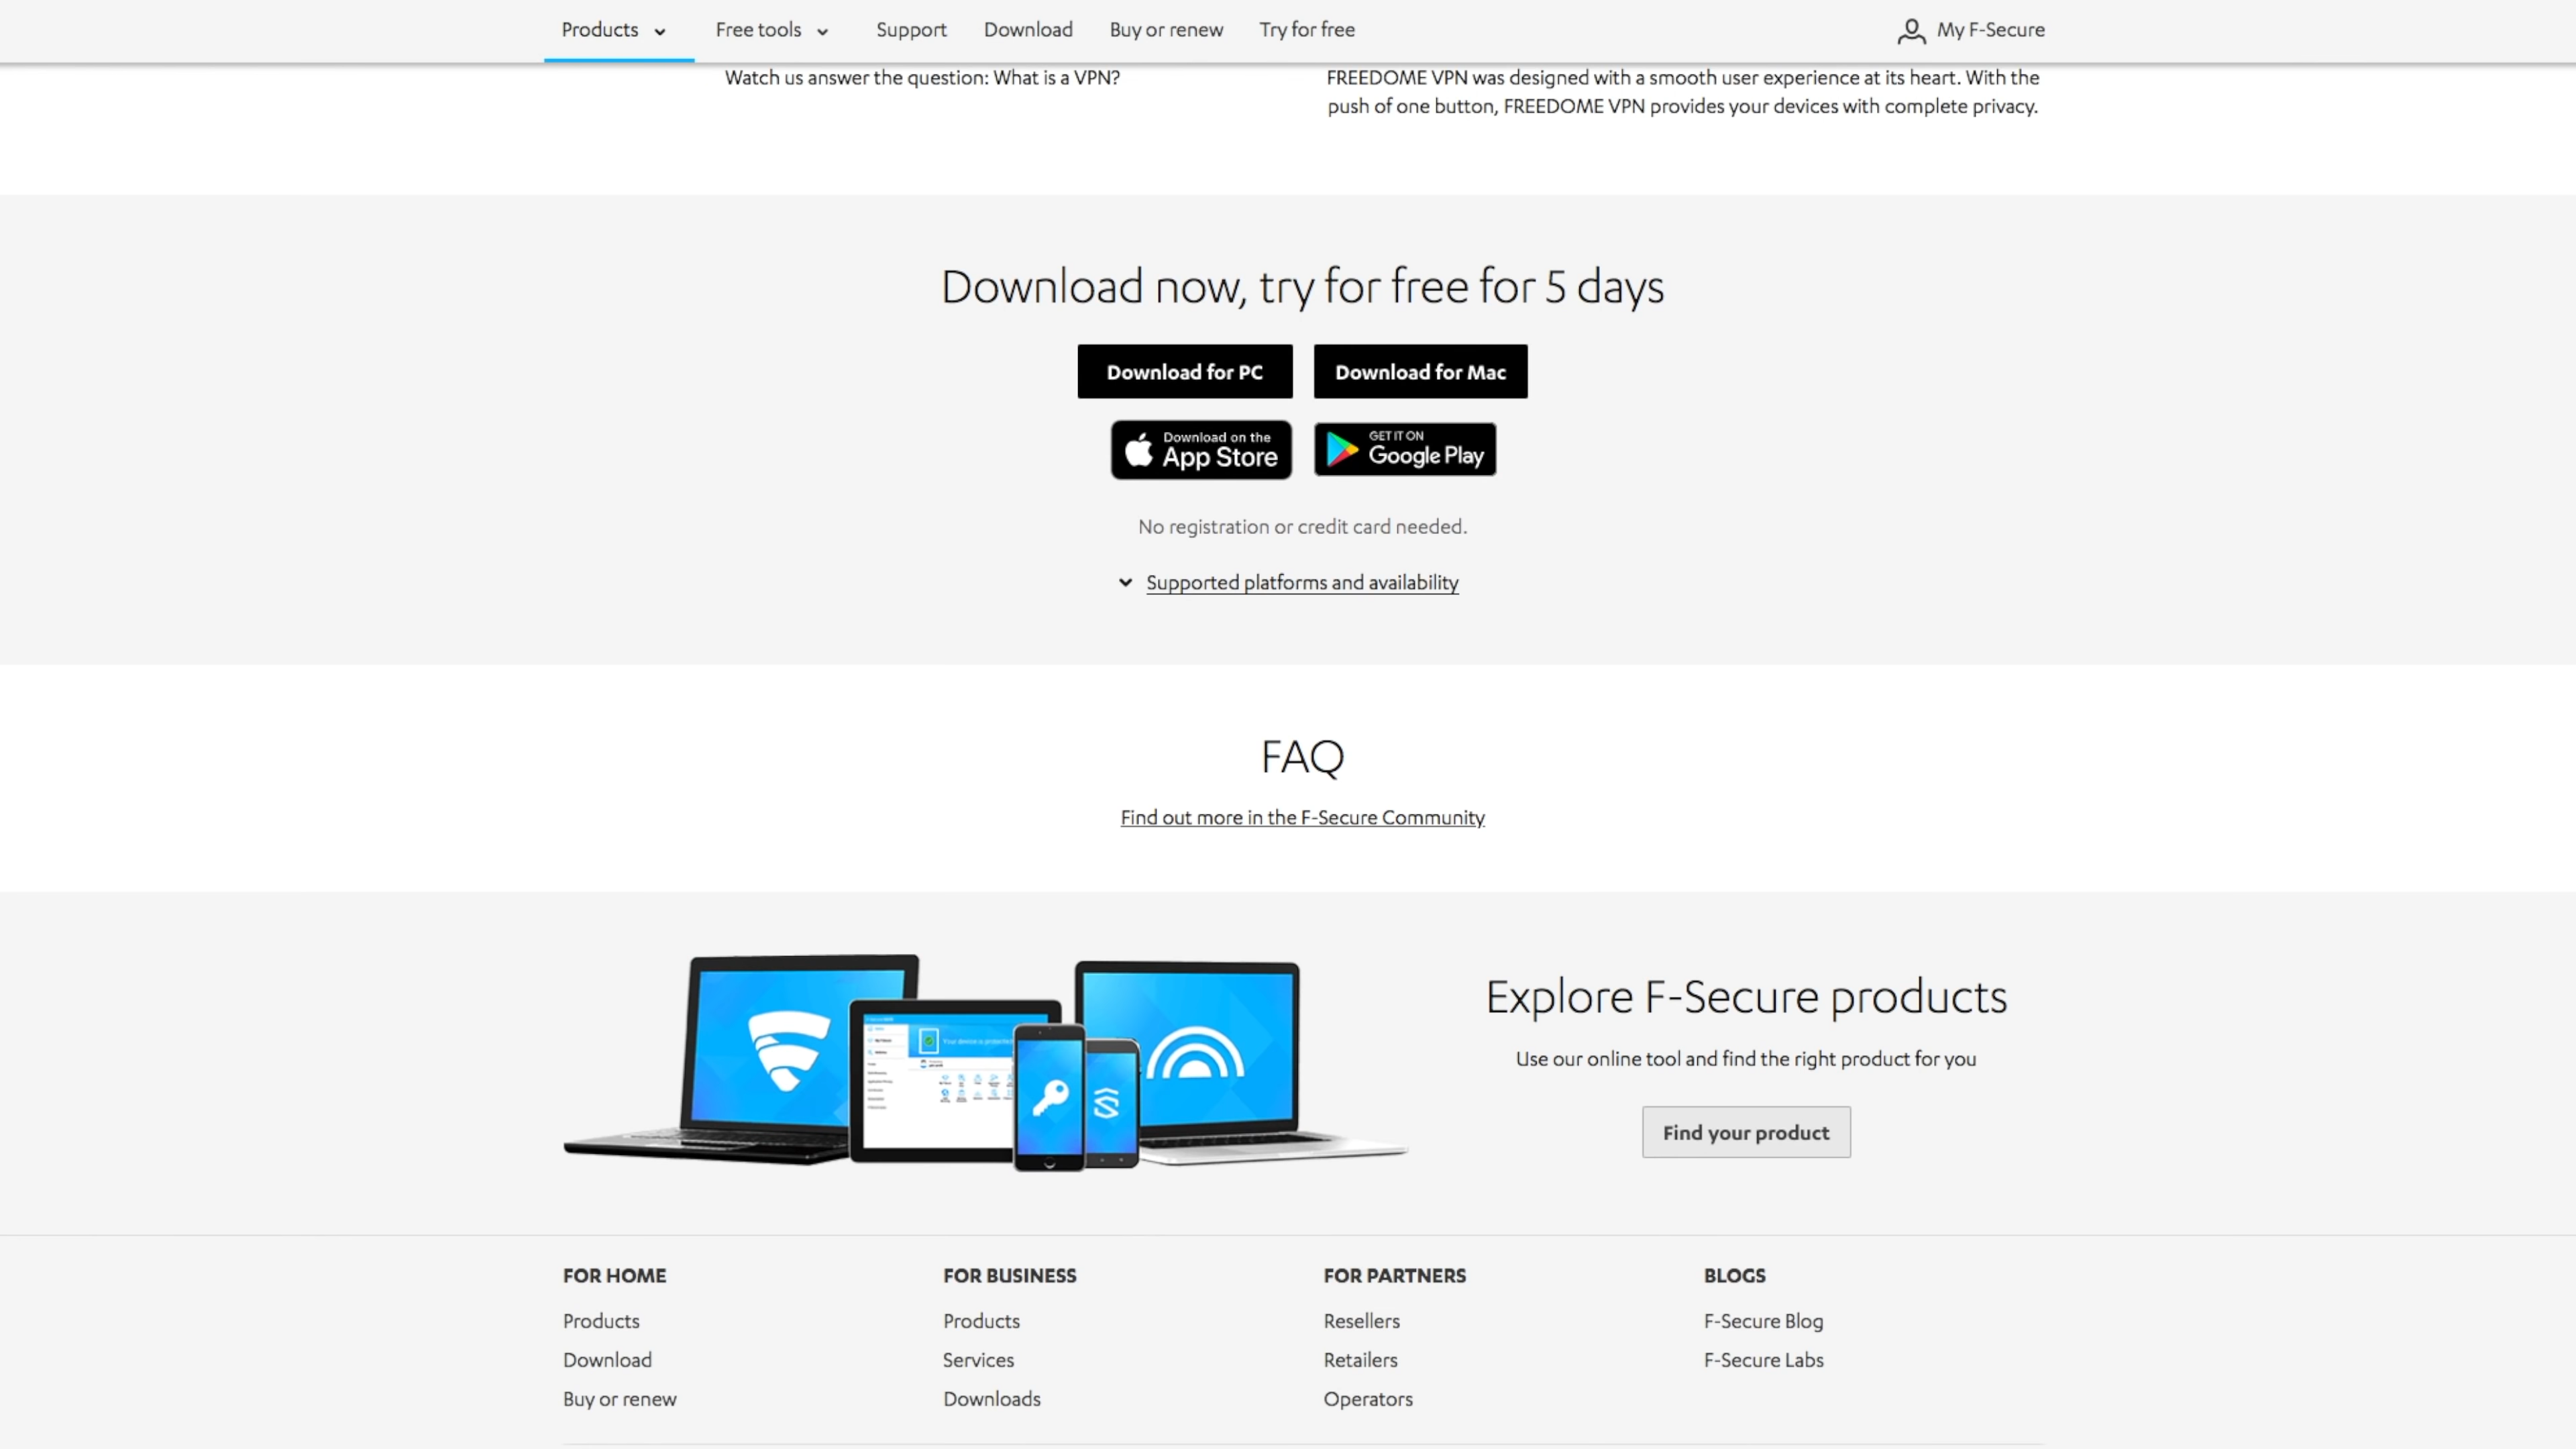 Products
Free tools
Support
Download
Buy or renew
Try for free
My F-Secure
Watch us answer the question: What is a VPN?
FREEDOME VPN was designed with a smooth user experience at its heart. With the
push of one button, FREEDOME VPN provides your devices with complete privacy.
Download now, try for free for 5 days
Download for PC
Download for Mac
Download on the
App Store
GET IT ON
Google Play
No registration or credit card needed.
Supported platforms and availability
FAQ
Find out more in the F-Secure Community
Your device is protected
Explore F-Secure products
Use our online tool and find the right product for you
Find your product
FOR HOME
Products
Download
Buy or renew
FOR BUSINESS
Products
Services
Downloads
FOR PARTNERS
Resellers
Retailers
Operators
BLOGS
F-Secure Blog
F-Secure Labs